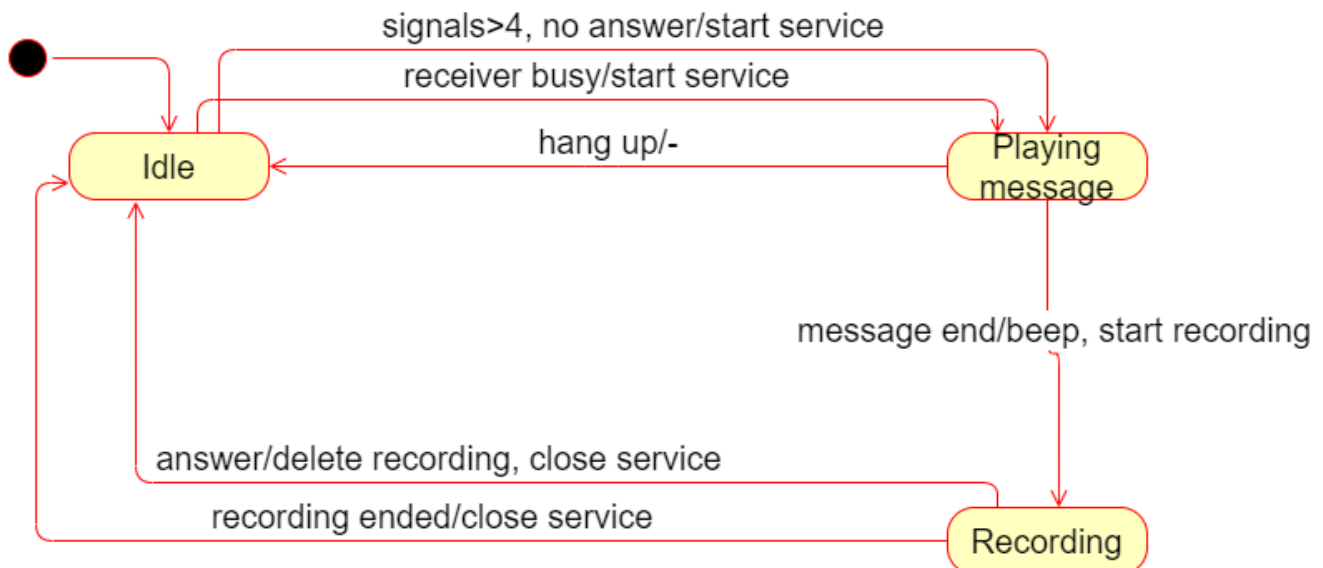 signals>4, no answer/start service
receiver busy/start service
hang up/-
Idle
Playing
message
message end/beep, start recording
answer/delete recording, close service
recording ended/close service
Recording